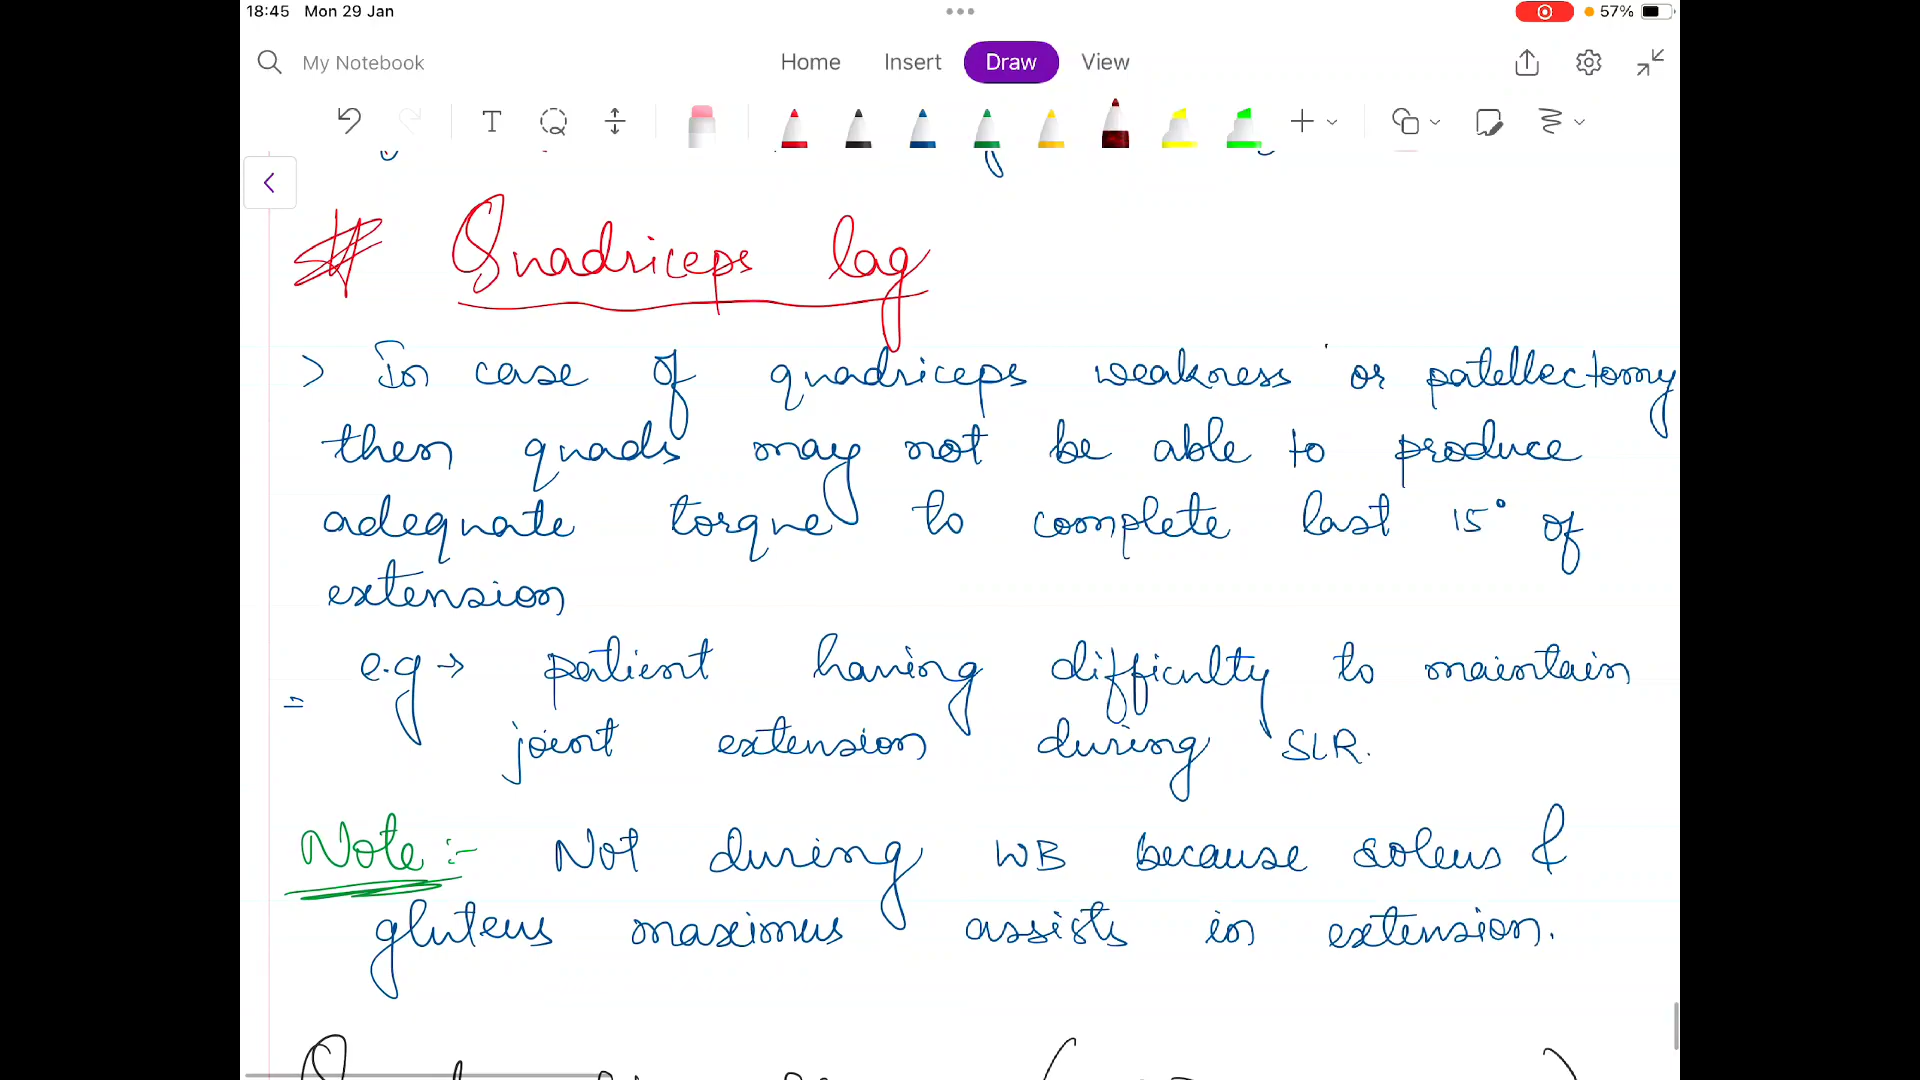 18:45 Mon 29 Jan
57%
My Notebook
Home Insert Draw View
# Quadriceps lag
> In case of quadriceps weakness or patellectomy
then quads may not be able to produce
adequate torque to complete last 15° of
extension
e.g → patient having difficulty to maintain
joint extension during SLR.
Note :- Not during WB because soleus &
gluteus maximus assists in extension.